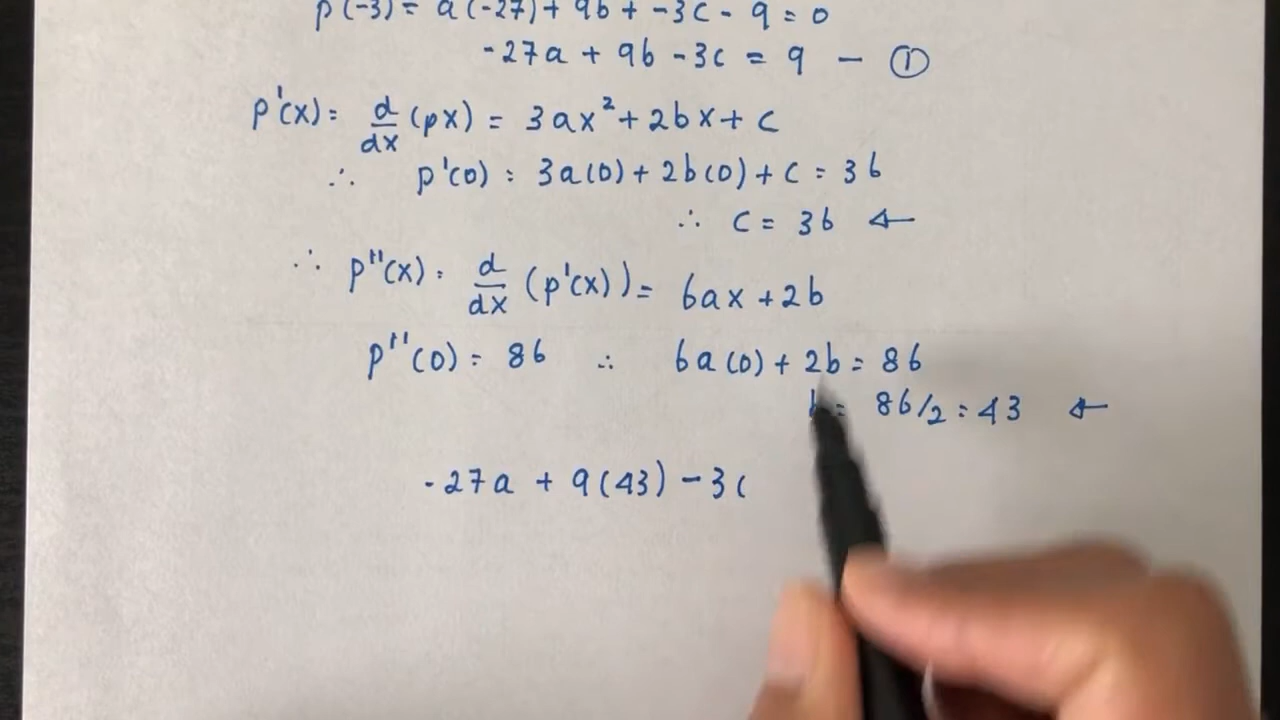 p(-3) = a(-27) + 9b + -3c - 9 = 0
-27a + 9b - 3c = 9 - ①
p'(x) = d/dx (px) = 3ax² + 2bx + c
∴ p'(0) = 3a(0) + 2b(0) + c = 36
∴ c = 36 ←
∴ p''(x) = d/dx (p'(x)) = 6ax + 2b
p''(0) = 86 ∴ 6a(0) + 2b = 86
b = 86/2 = 43 ←
-27a + 9(43) - 3(